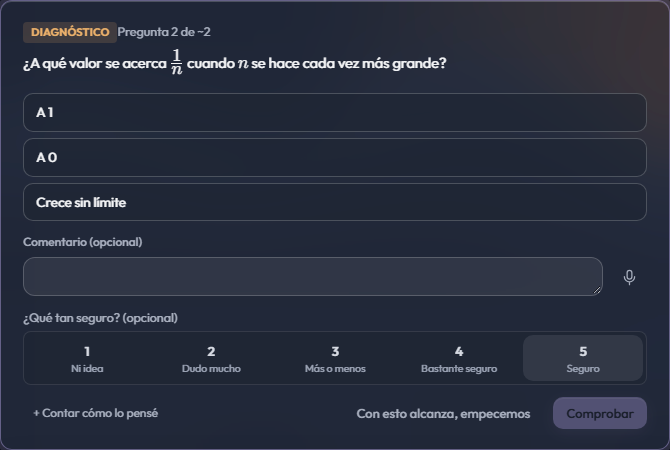 DIAGNÓSTICO Pregunta 2 de ~2
¿A qué valor se acerca 1/n cuando n se hace cada vez más grande?
A 1
A 0
Crece sin límite
Comentario (opcional)
¿Qué tan seguro? (opcional)
1 2 3 4 5
Ni idea Dudo mucho Más o menos Bastante seguro Seguro
+ Contar cómo lo pensé Con esto alcanza, empecemos Comprobar